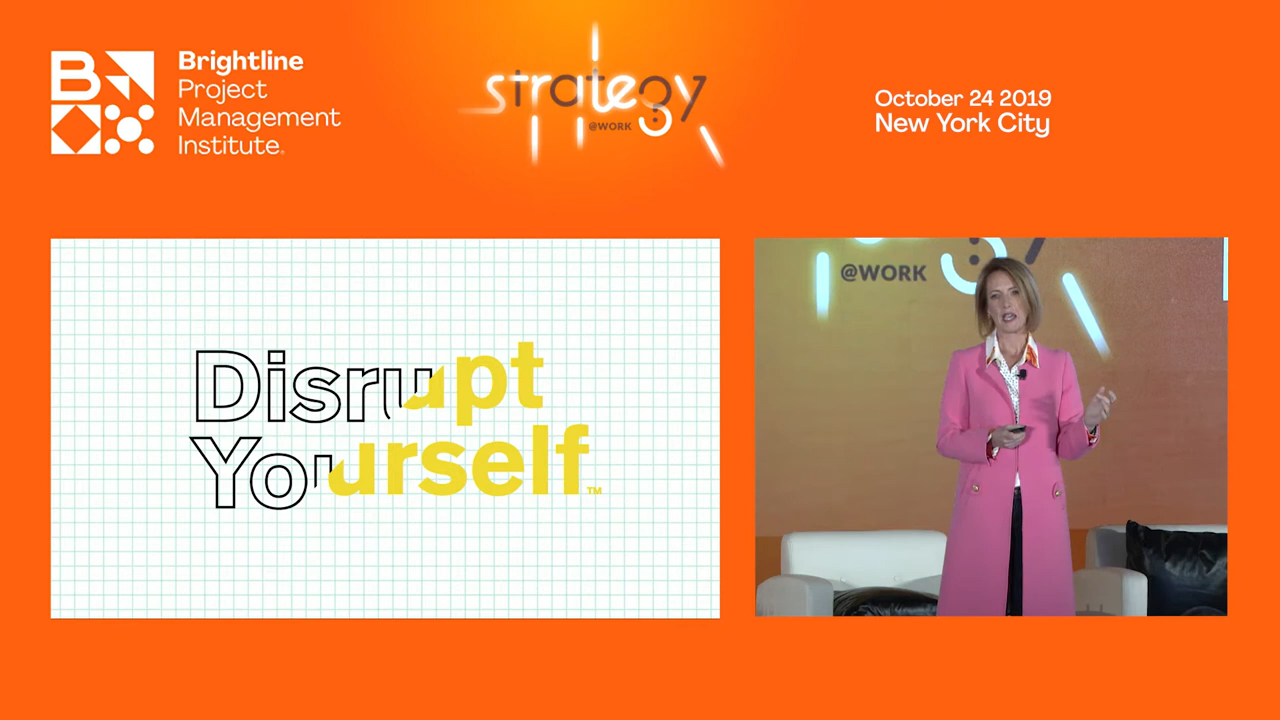 Brightline
Project
Management
Institute.
strategy
@WORK
October 24 2019
New York City
Disrupt
Yourself™
@WORK